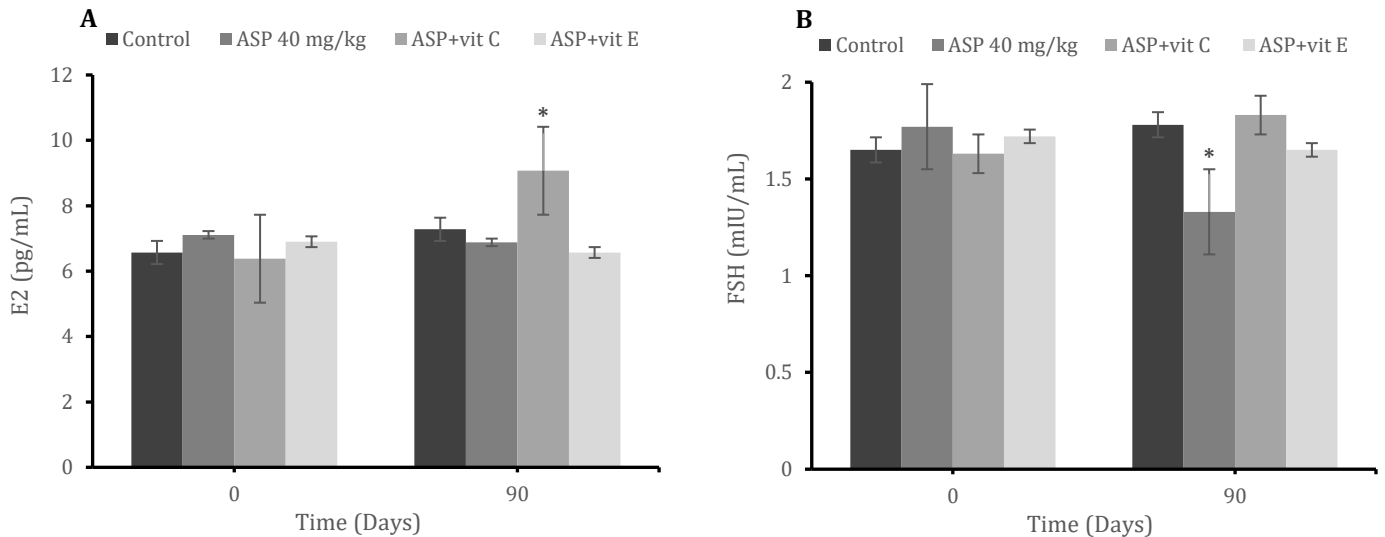 A
Control ASP 40 mg/kg ASP+vit C ASP+vit E
12
10
8
6
4
2
0
E2 (pg/mL)
*
0 90
Time (Days)
B
Control ASP 40 mg/kg ASP+vit C ASP+vit E
2
1.5
1
0.5
0
FSH (mIU/mL)
*
0 90
Time (Days)